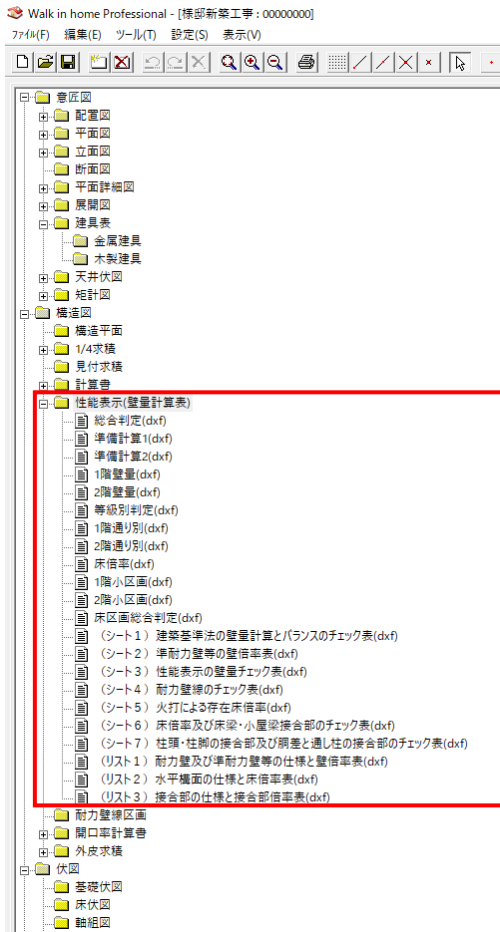 Walk in home Professional - [様邸新築工事 : 00000000]
ファイル(F) 編集(E) ツール(T) 設定(S) 表示(V)
意匠図
配置図
平面図
立面図
断面図
平面詳細図
展開図
建具表
金属建具
木製建具
天井伏図
矩計図
構造図
構造平面
1/4求積
見付求積
計算書
性能表示(壁量計算表)
総合判定(dxf)
準備計算1(dxf)
準備計算2(dxf)
1階壁量(dxf)
2階壁量(dxf)
等級別判定(dxf)
1階通り別(dxf)
2階通り別(dxf)
床倍率(dxf)
1階小区画(dxf)
2階小区画(dxf)
床区画総合判定(dxf)
（シート１）建築基準法の壁量計算とバランスのチェック表(dxf)
（シート２）準耐力壁等の壁倍率表(dxf)
（シート３）性能表示の壁量チェック表(dxf)
（シート４）耐力壁線のチェック表(dxf)
（シート５）火打による存在床倍率(dxf)
（シート６）床倍率及び床梁・小屋梁接合部のチェック表(dxf)
（シート７）柱頭・柱脚の接合部及び胴差と通し柱の接合部のチェック表(dxf)
（リスト１）耐力壁及び準耐力壁等の仕様と壁倍率表(dxf)
（リスト２）水平構面の仕様と床倍率表(dxf)
（リスト３）接合部の仕様と接合部倍率表(dxf)
耐力壁線区画
開口率計算書
外皮求積
伏図
基礎伏図
床伏図
軸組図